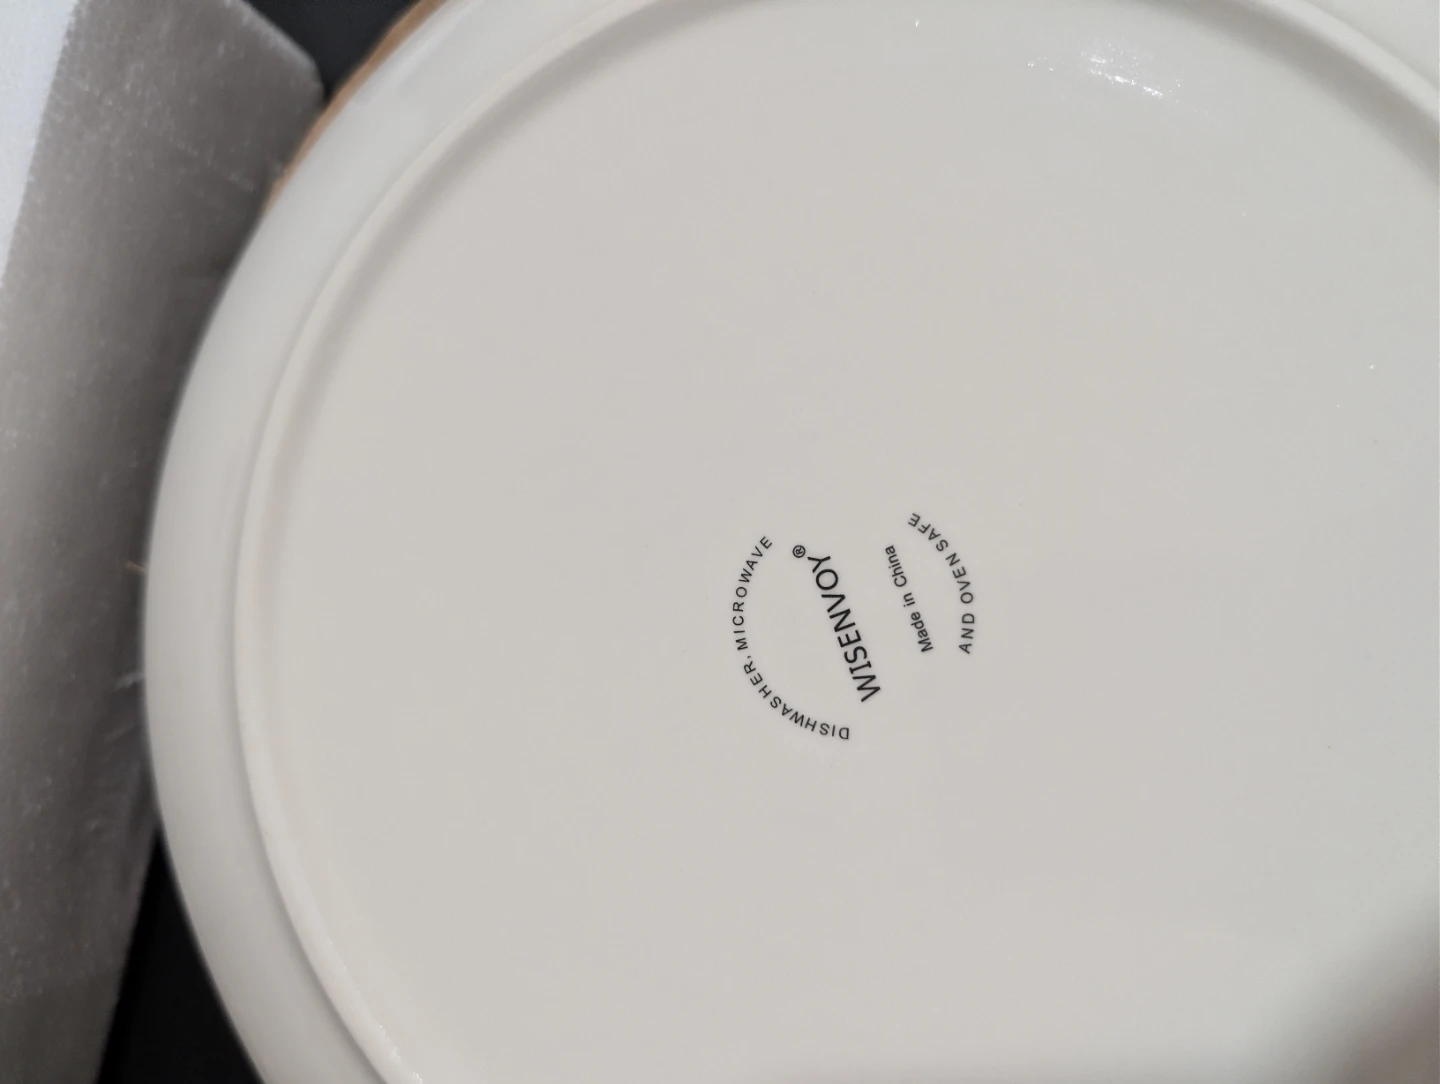 DISHWASHER, MICROWAVE
WISENVOY®
Made in China
AND OVEN SAFE